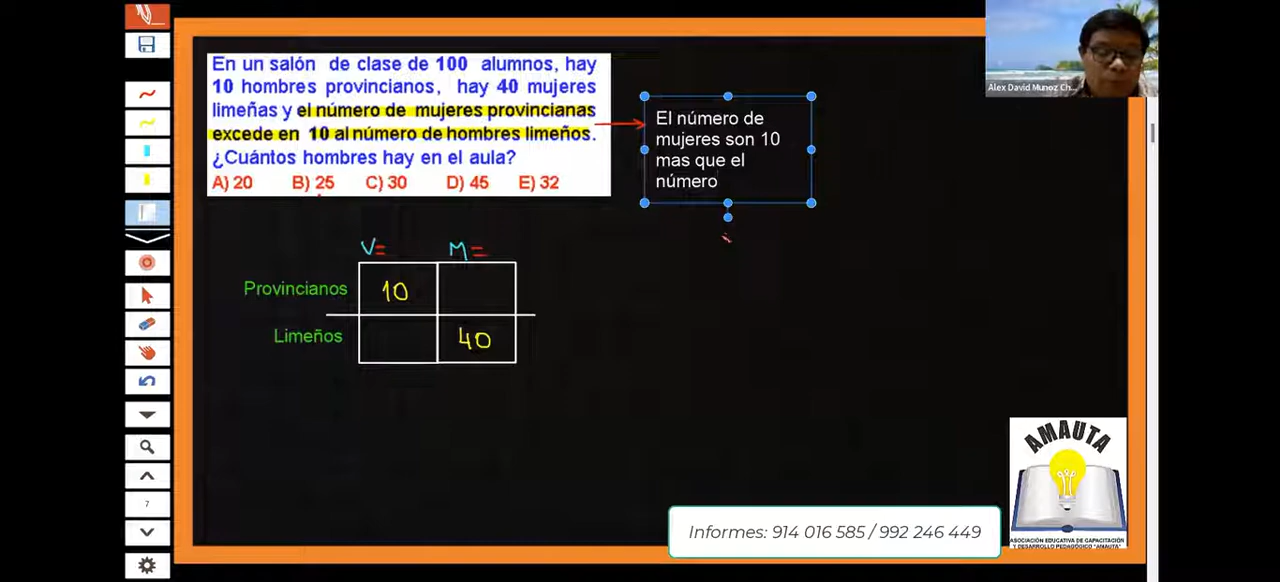 En un salón de clase de 100 alumnos, hay
10 hombres provincianos, hay 40 mujeres
limeñas y el número de mujeres provincianas
excede en 10 al número de hombres limeños.
¿Cuántos hombres hay en el aula?
A) 20 B) 25 C) 30 D) 45 E) 32
El número de
mujeres son 10
mas que el
número
Alex David Munoz Ch...
V= M=
Provincianos 10
Limeños 40
7
AMAUTA
ASOCIACIÓN EDUCATIVA DE CAPACITACIÓN
Y DESARROLLO PEDAGÓGICO "AMAUTA"
Informes: 914 016 585 / 992 246 449